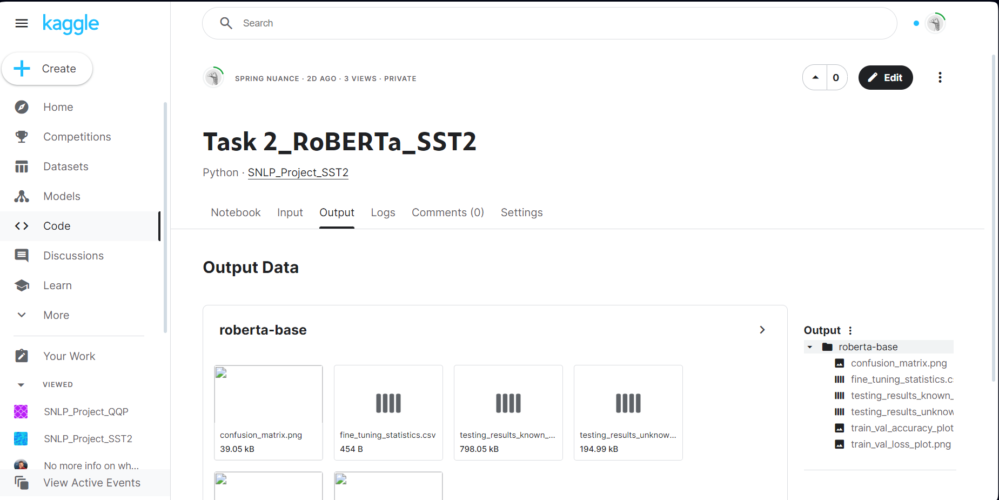 kaggle
Search
Create
Home
Competitions
Datasets
Models
Code
Discussions
Learn
More
Your Work
VIEWED
SNLP_Project_QQP
SNLP_Project_SST2
No more info on wh...
View Active Events
SPRING NUANCE · 2D AGO · 3 VIEWS · PRIVATE
0
Edit
Task 2_RoBERTa_SST2
Python · SNLP_Project_SST2
Notebook Input Output Logs Comments (0) Settings
Output Data
roberta-base
confusion_matrix.png
39.05 kB
fine_tuning_statistics.csv
454 B
testing_results_known_...
798.05 kB
testing_results_unknow...
194.99 kB
Output
roberta-base
confusion_matrix.png
fine_tuning_statistics.c
testing_results_known_
testing_results_unknow
train_val_accuracy_plot
train_val_loss_plot.png